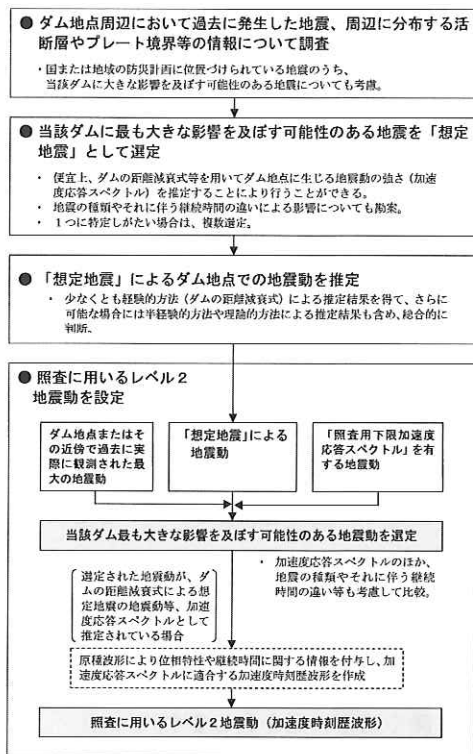 ● ダム地点周辺において過去に発生した地震、周辺に分布する活
断層やプレート境界等の情報について調査
・国または地域の防災計画に位置づけられている地震のうち、
当該ダムに大きな影響を及ぼす可能性のある地震についても考慮。
● 当該ダムに最も大きな影響を及ぼす可能性のある地震を「想定
地震」として選定
・ 便宜上、ダムの距離減衰式等を用いてダム地点に生じる地震動の強さ（加速
度応答スペクトル）を推定することにより行うことができる。
・ 地震の種類やそれに伴う継続時間の違いによる影響についても勘案。
・ １つに特定しがたい場合は、複数選定。
● 「想定地震」によるダム地点での地震動を推定
・ 少なくとも経験的方法（ダムの距離減衰式）による推定結果を得て、さらに
可能な場合には半経験的方法や理論的方法による推定結果も含め、総合的に
判断。
● 照査に用いるレベル２
地震動を設定
ダム地点またはそ
の近傍で過去に実
際に観測された最
大の地震動
「想定地震」による
地震動
「照査用下限加速度
応答スペクトル」を有
する地震動
当該ダム最も大きな影響を及ぼす可能性のある地震動を選定
選定された地震動が、ダ
ムの距離減衰式による想
定地震の地震動等、加速
度応答スペクトルとして
推定されている場合
・ 加速度応答スペクトルのほか、
地震の種類やそれに伴う継続
時間の違い等も考慮して比較。
原種波形により位相特性や継続時間に関する情報を付与し、加
速度応答スペクトルに適合する加速度時刻歴波形を作成
照査に用いるレベル２地震動（加速度時刻歴波形）